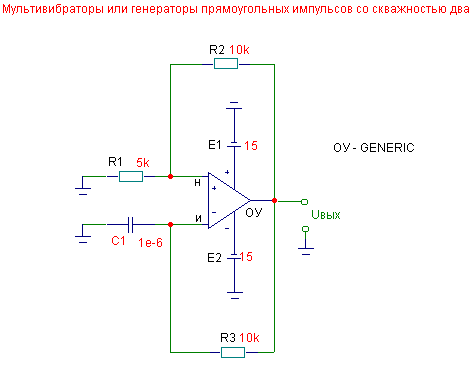 Мультивибраторы или генераторы прямоугольных импульсов со скважностью два
R2 10k
E1 15
ОУ - GENERIC
R1 5k
+
н
+
-
и
ОУ
Uвых
C1 1e-6
-
E2 15
R3 10k